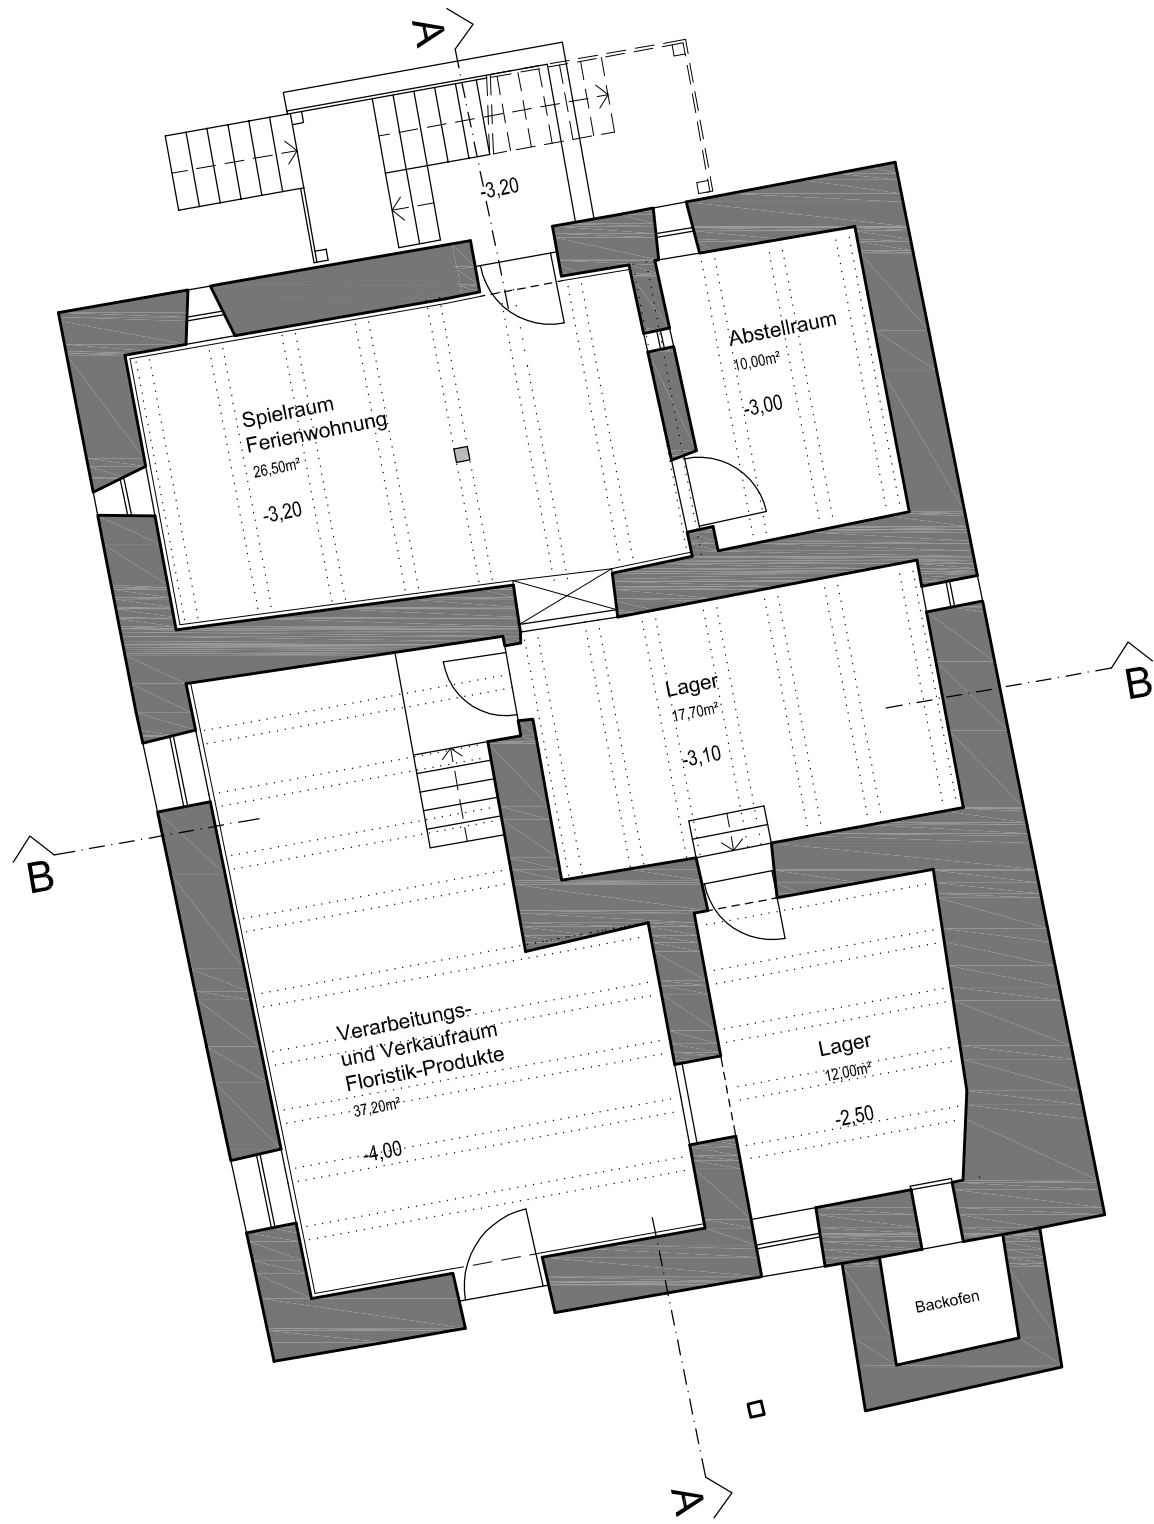 A
-3,20
Abstellraum
10,00m²
-3,00
Spielraum
Ferienwohnung
26,50m²
-3,20
Lager
17,70m²
-3,10
B
B
Verarbeitungs-
und Verkaufraum
Floristik-Produkte
37,20m²
-4,00
Lager
12,00m²
-2,50
Backofen
A